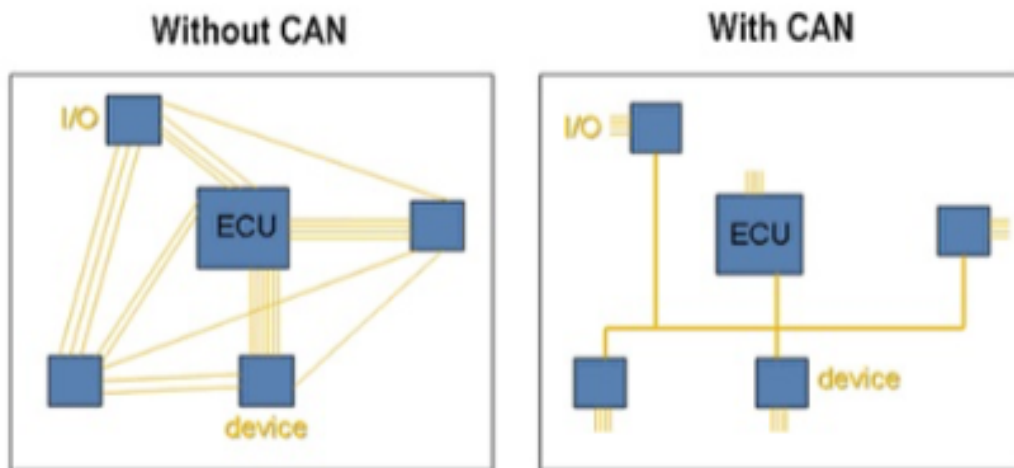 Without CAN
I/O
ECU
device
With CAN
I/O
ECU
device